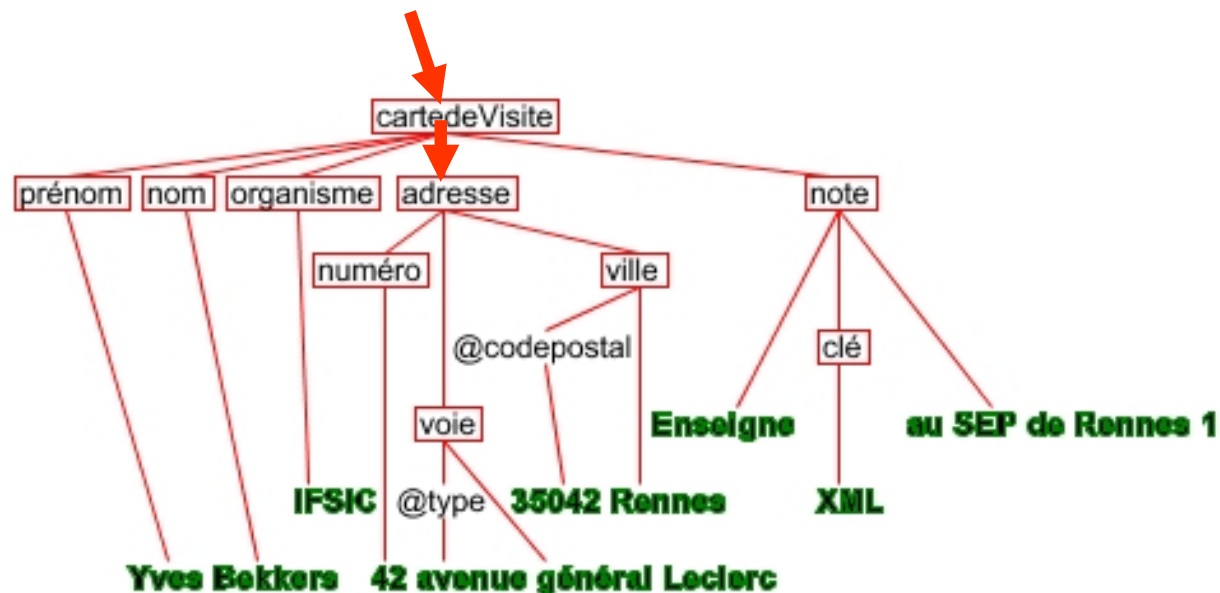 cartedeVisite
prénom nom organisme adresse note
numéro ville
@codepostal clé
voie Enseigne au SEP de Rennes 1
IFSIC @type 35042 Rennes XML
Yves Bekkers 42 avenue général Leclerc